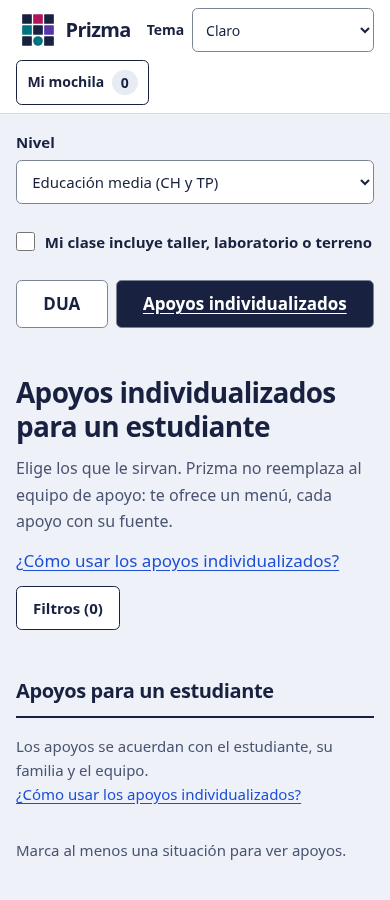 Prizma
Tema
Claro
Mi mochila 0
Nivel
Educación media (CH y TP)
Mi clase incluye taller, laboratorio o terreno
DUA
Apoyos individualizados
Apoyos individualizados
para un estudiante
Elige los que le sirvan. Prizma no reemplaza al
equipo de apoyo: te ofrece un menú, cada
apoyo con su fuente.
¿Cómo usar los apoyos individualizados?
Filtros (0)
Apoyos para un estudiante
Los apoyos se acuerdan con el estudiante, su
familia y el equipo.
¿Cómo usar los apoyos individualizados?
Marca al menos una situación para ver apoyos.